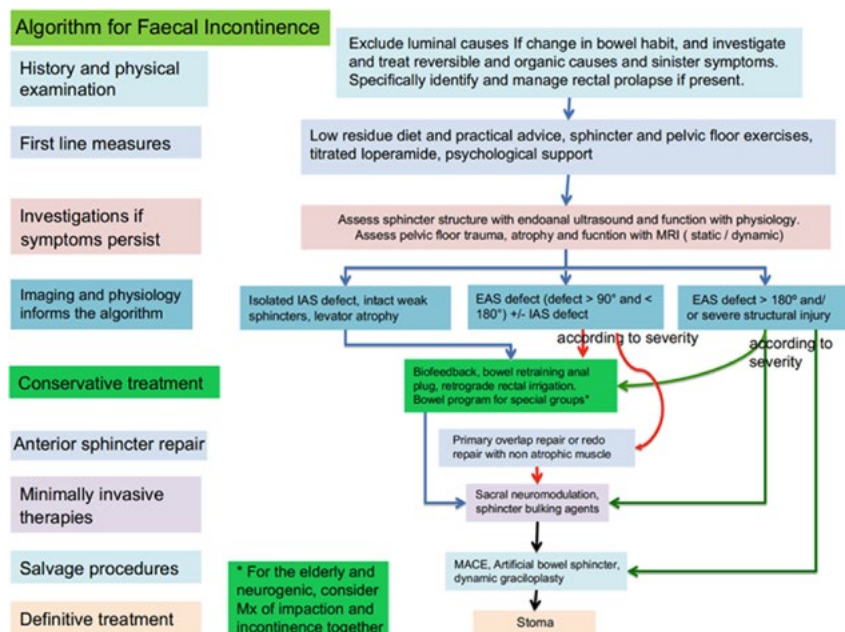 Algorithm for Faecal Incontinence
History and physical
examination
Exclude luminal causes If change in bowel habit, and investigate
and treat reversible and organic causes and sinister symptoms.
Specifically identify and manage rectal prolapse if present.
First line measures
Low residue diet and practical advice, sphincter and pelvic floor exercises,
titrated loperamide, psychological support
Investigations if
symptoms persist
Assess sphincter structure with endoanal ultrasound and function with physiology.
Assess pelvic floor trauma, atrophy and fucntion with MRI ( static / dynamic)
Imaging and physiology
informs the algorithm
Isolated IAS defect, intact weak
sphincters, levator atrophy
EAS defect (defect > 90° and <
180°) +/- IAS defect
EAS defect > 180º and/
or severe structural injury
according to severity
according to
severity
Conservative treatment
Biofeedback, bowel retraining anal
plug, retrograde rectal irrigation.
Bowel program for special groups*
Anterior sphincter repair
Primary overlap repair or redo
repair with non atrophic muscle
Minimally invasive
therapies
Sacral neuromodulation,
sphincter bulking agents
Salvage procedures
MACE, Artificial bowel sphincter,
dynamic graciloplasty
* For the elderly and
neurogenic, consider
Mx of impaction and
incontinence together
Definitive treatment
Stoma